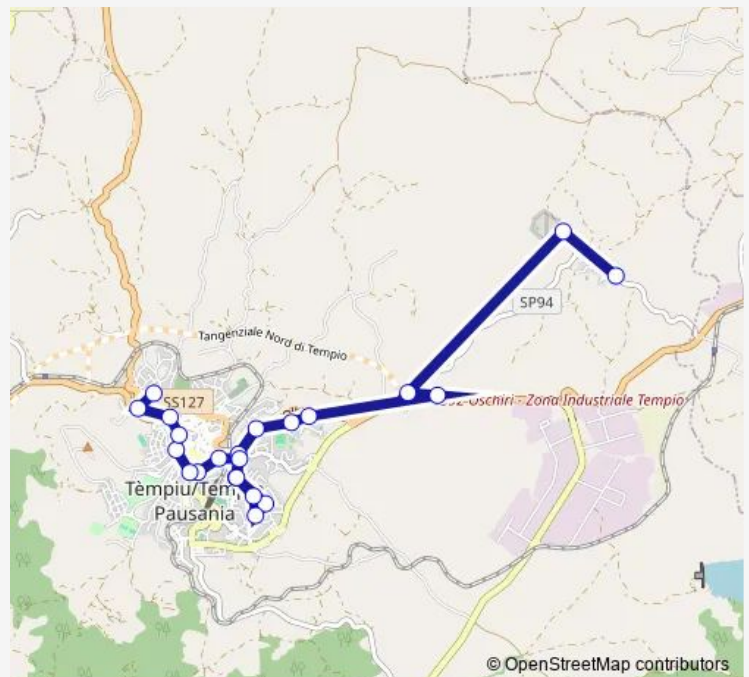 SP94
Tangenziale Nord di Tempio
SS127
Oschiri - Zona Industriale Tempio
Tèmpiu/Tem
Pausania
© OpenStreetMap contributors